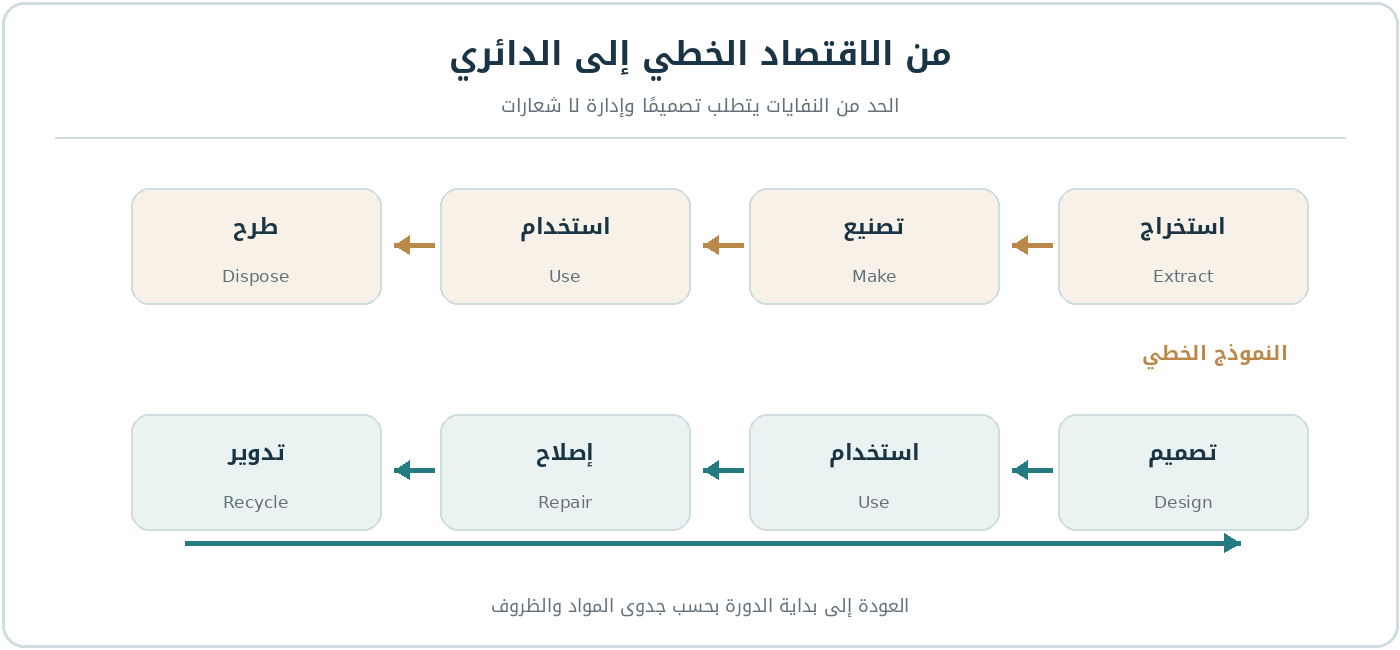 من الاقتصاد الخطي إلى الدائري
الحد من النفايات يتطلب تصميمًا وإدارة لا شعارات
استخراج
Extract
تصنيع
Make
استخدام
Use
طرح
Dispose
النموذج الخطي
تصميم
Design
استخدام
Use
إصلاح
Repair
تدوير
Recycle
العودة إلى بداية الدورة بحسب جدوى المواد والظروف